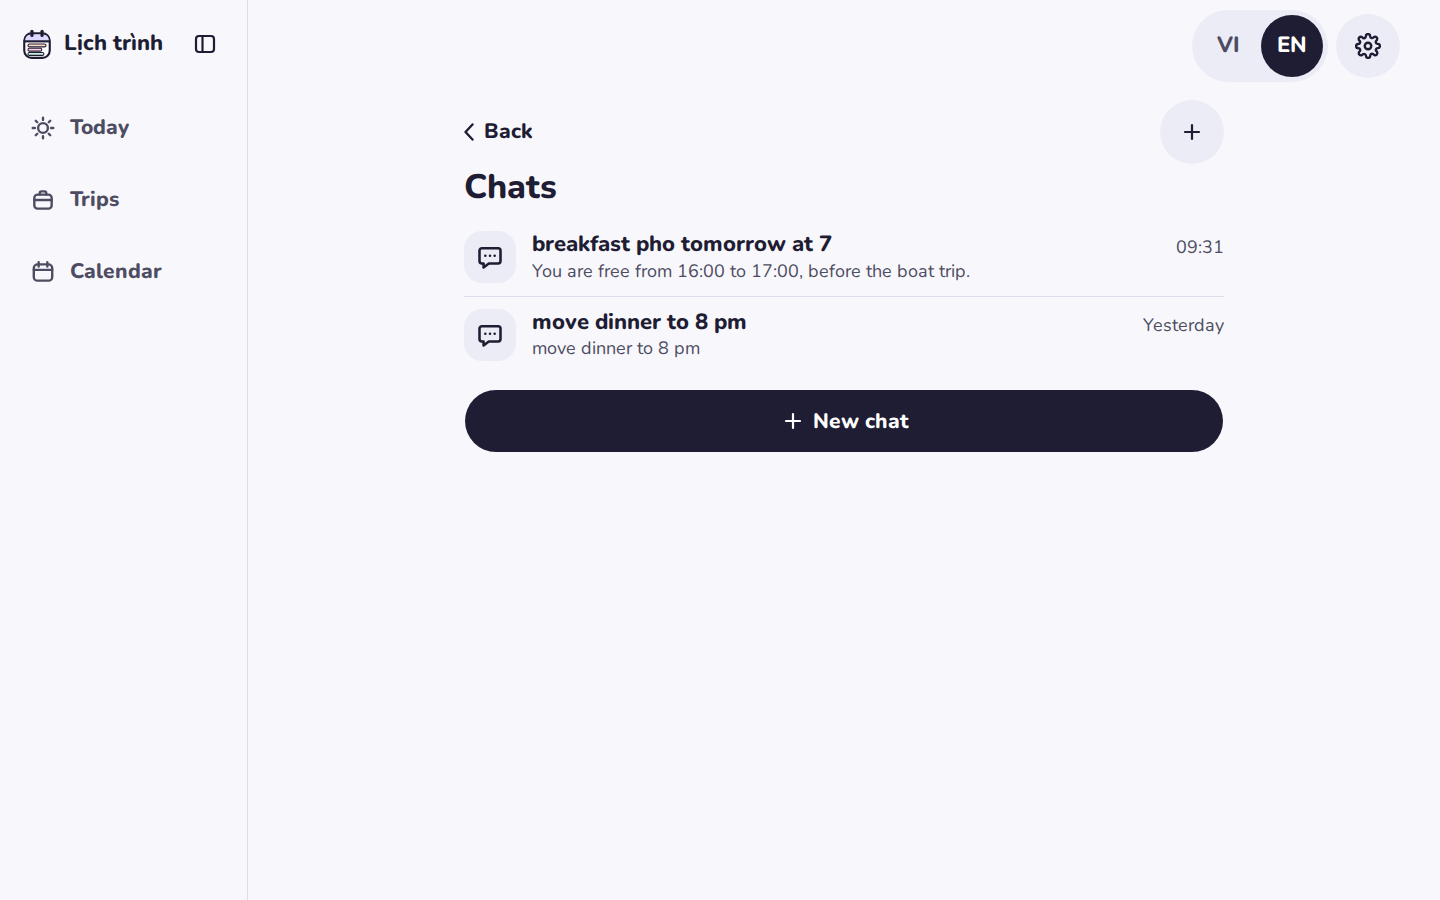 Lịch trình
VI
EN
Today
Trips
Calendar
Back
Chats
breakfast pho tomorrow at 7
09:31
You are free from 16:00 to 17:00, before the boat trip.
move dinner to 8 pm
Yesterday
move dinner to 8 pm
New chat